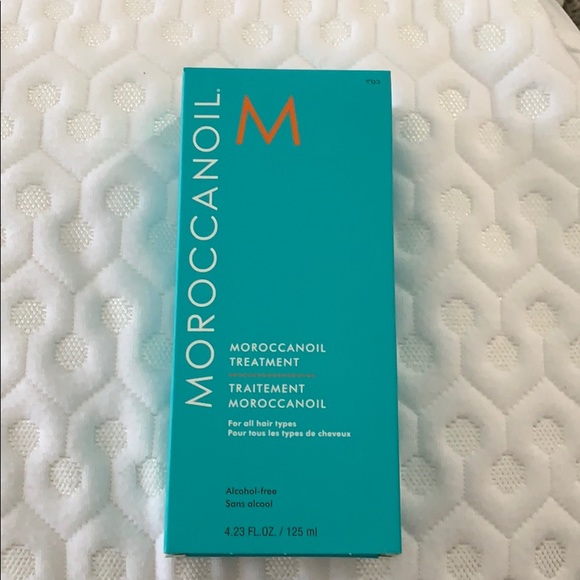 MOROCCANOIL®
M
MOROCCANOIL
TREATMENT
TRAITEMENT
MOROCCANOIL
For all hair types
Pour tous les types de cheveux
Alcohol-free
Sans alcool
4.23 FL.OZ. / 125 ml